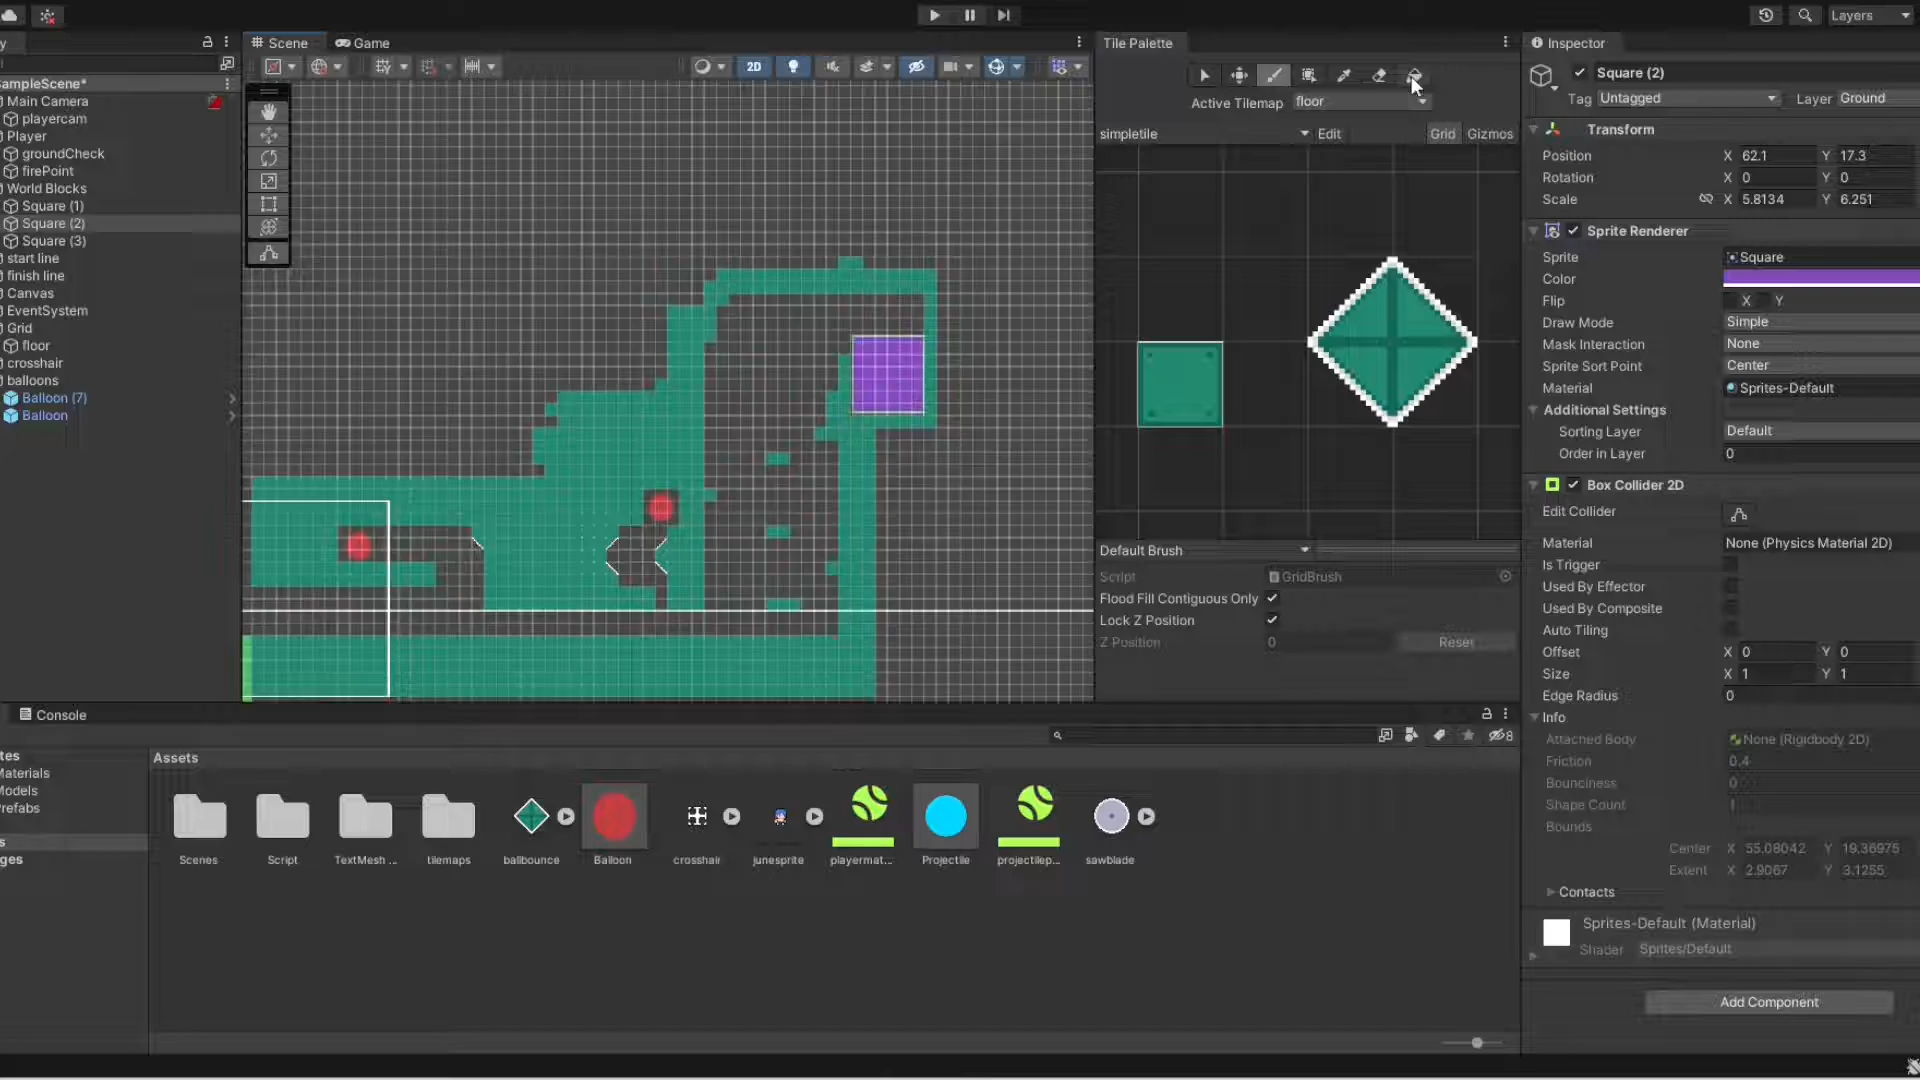 Layers
y
Scene
Game
Tile Palette
Inspector
2D
SampleScene*
Main Camera
playercam
Player
groundCheck
firePoint
World Blocks
Square (1)
Square (2)
Square (3)
start line
finish line
Canvas
EventSystem
Grid
floor
crosshair
balloons
Balloon (7)
Balloon
Active Tilemap floor
simpletile Edit Grid Gizmos
Default Brush
Script GridBrush
Flood Fill Contiguous Only
Lock Z Position
Z Position 0 Reset
Square (2)
Tag Untagged Layer Ground
Transform
Position X 62.1 Y 17.3
Rotation X 0 Y 0
Scale X 5.8134 Y 6.251
Sprite Renderer
Sprite Square
Color
Flip X Y
Draw Mode Simple
Mask Interaction None
Sprite Sort Point Center
Material Sprites-Default
Additional Settings
Sorting Layer Default
Order in Layer 0
Box Collider 2D
Edit Collider
Material None (Physics Material 2D)
Is Trigger
Used By Effector
Used By Composite
Auto Tiling
Offset X 0 Y 0
Size X 1 Y 1
Edge Radius 0
Info
Attached Body None (Rigidbody 2D)
Friction 0.4
Bounciness 0
Shape Count 1
Bounds
Center X 55.08042 Y 19.36975
Extent X 2.9067 Y 3.1255
Contacts
Sprites-Default (Material)
Shader Sprites/Default
Add Component
Console
8
tes
Materials
Models
Prefabs
s
ges
Assets
Scenes
Script
TextMesh ...
tilemaps
ballbounce
Balloon
crosshair
junesprite
playermat...
Projectile
projectilep...
sawblade